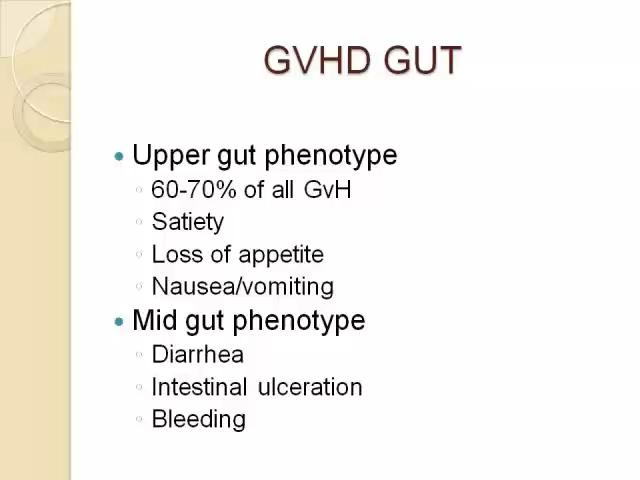 GVHD GUT
• Upper gut phenotype
◦ 60-70% of all GvH
◦ Satiety
◦ Loss of appetite
◦ Nausea/vomiting
• Mid gut phenotype
◦ Diarrhea
◦ Intestinal ulceration
◦ Bleeding